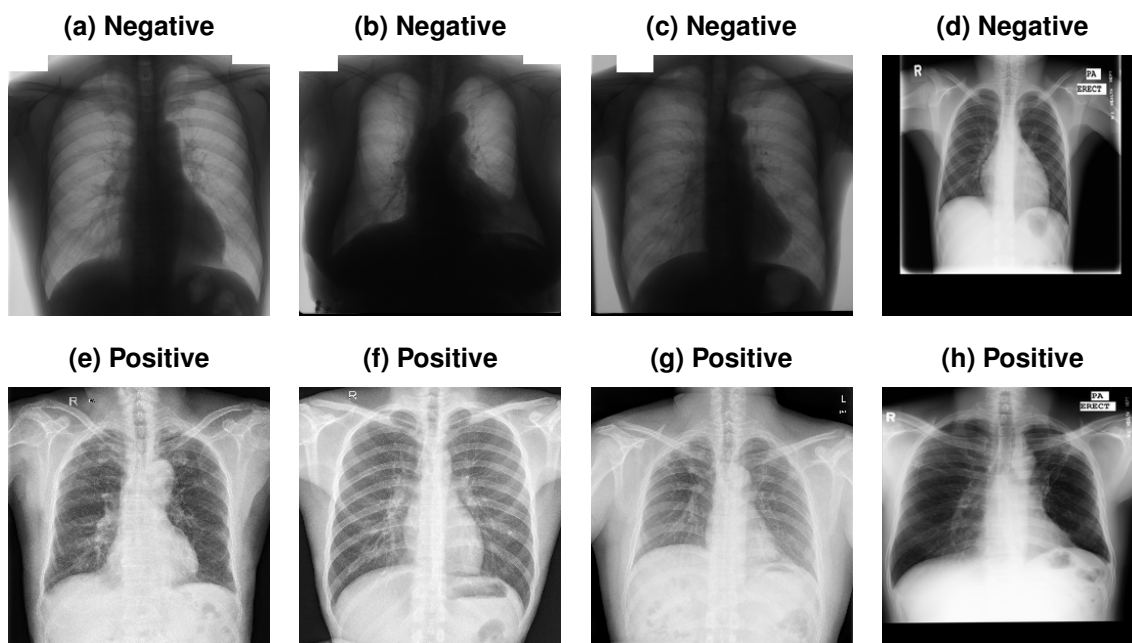 (a) Negative
(b) Negative
(c) Negative
(d) Negative
R
PA
ERECT
(e) Positive
(f) Positive
(g) Positive
(h) Positive
R
R
L
R
PA
ERECT